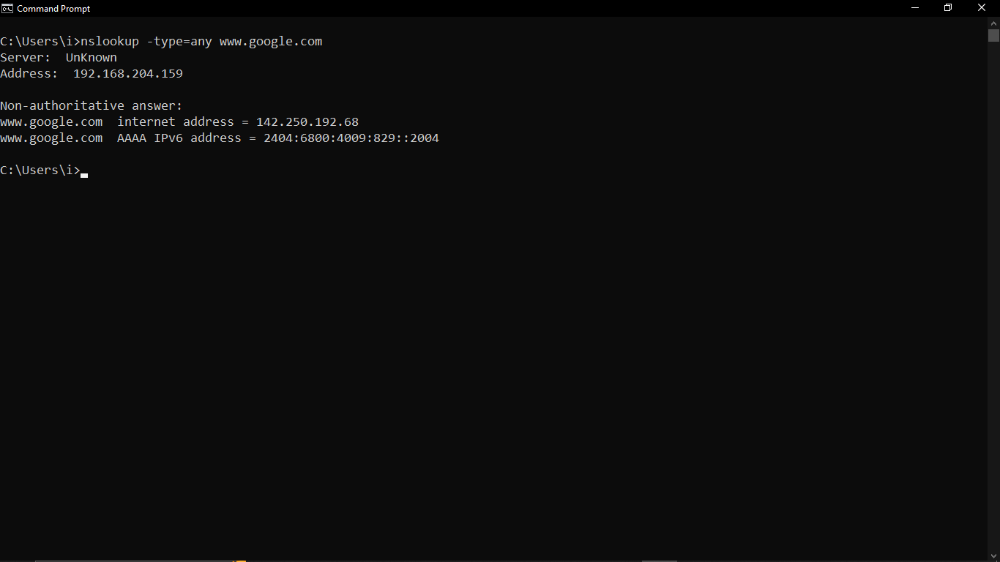 Command Prompt
C:\Users\i>nslookup -type=any www.google.com
Server:  UnKnown
Address:  192.168.204.159
Non-authoritative answer:
www.google.com  internet address = 142.250.192.68
www.google.com  AAAA IPv6 address = 2404:6800:4009:829::2004
C:\Users\i>